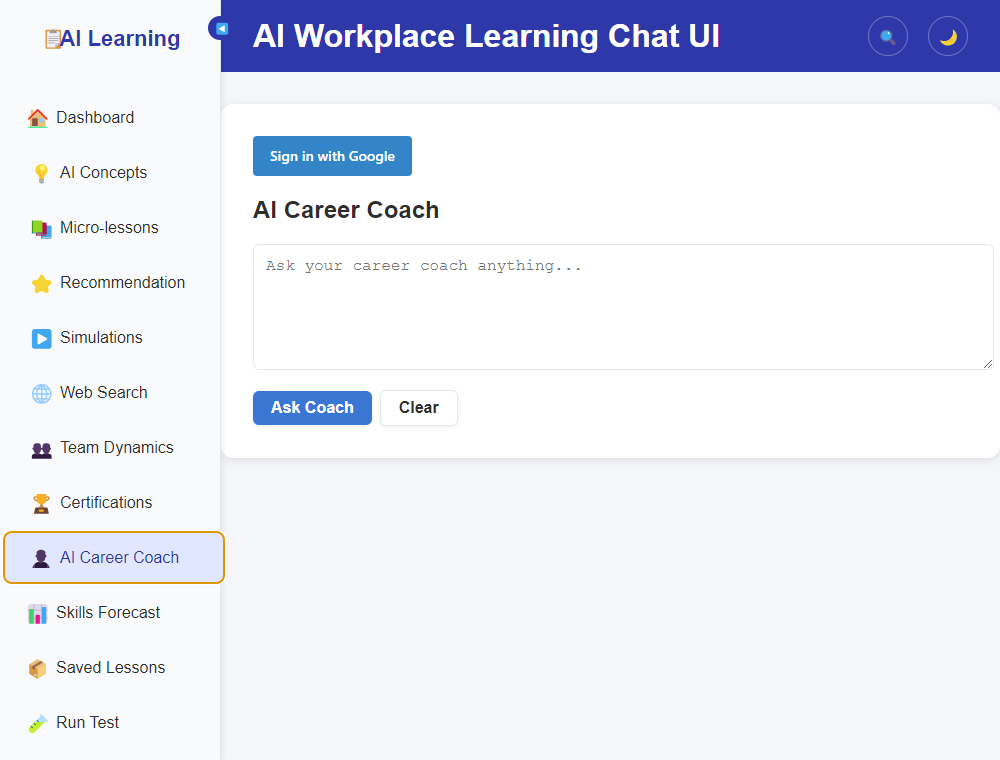 AI Learning
AI Workplace Learning Chat UI
Dashboard
AI Concepts
Micro-lessons
Recommendation
Simulations
Web Search
Team Dynamics
Certifications
AI Career Coach
Skills Forecast
Saved Lessons
Run Test
Sign in with Google
AI Career Coach
Ask your career coach anything...
Ask Coach
Clear